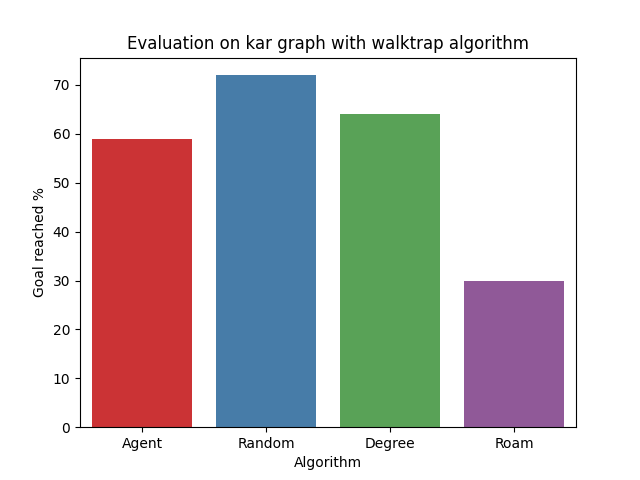 Evaluation on kar graph with walktrap algorithm
Goal reached %
70
60
50
40
30
20
10
0
Agent Random Degree Roam
Algorithm